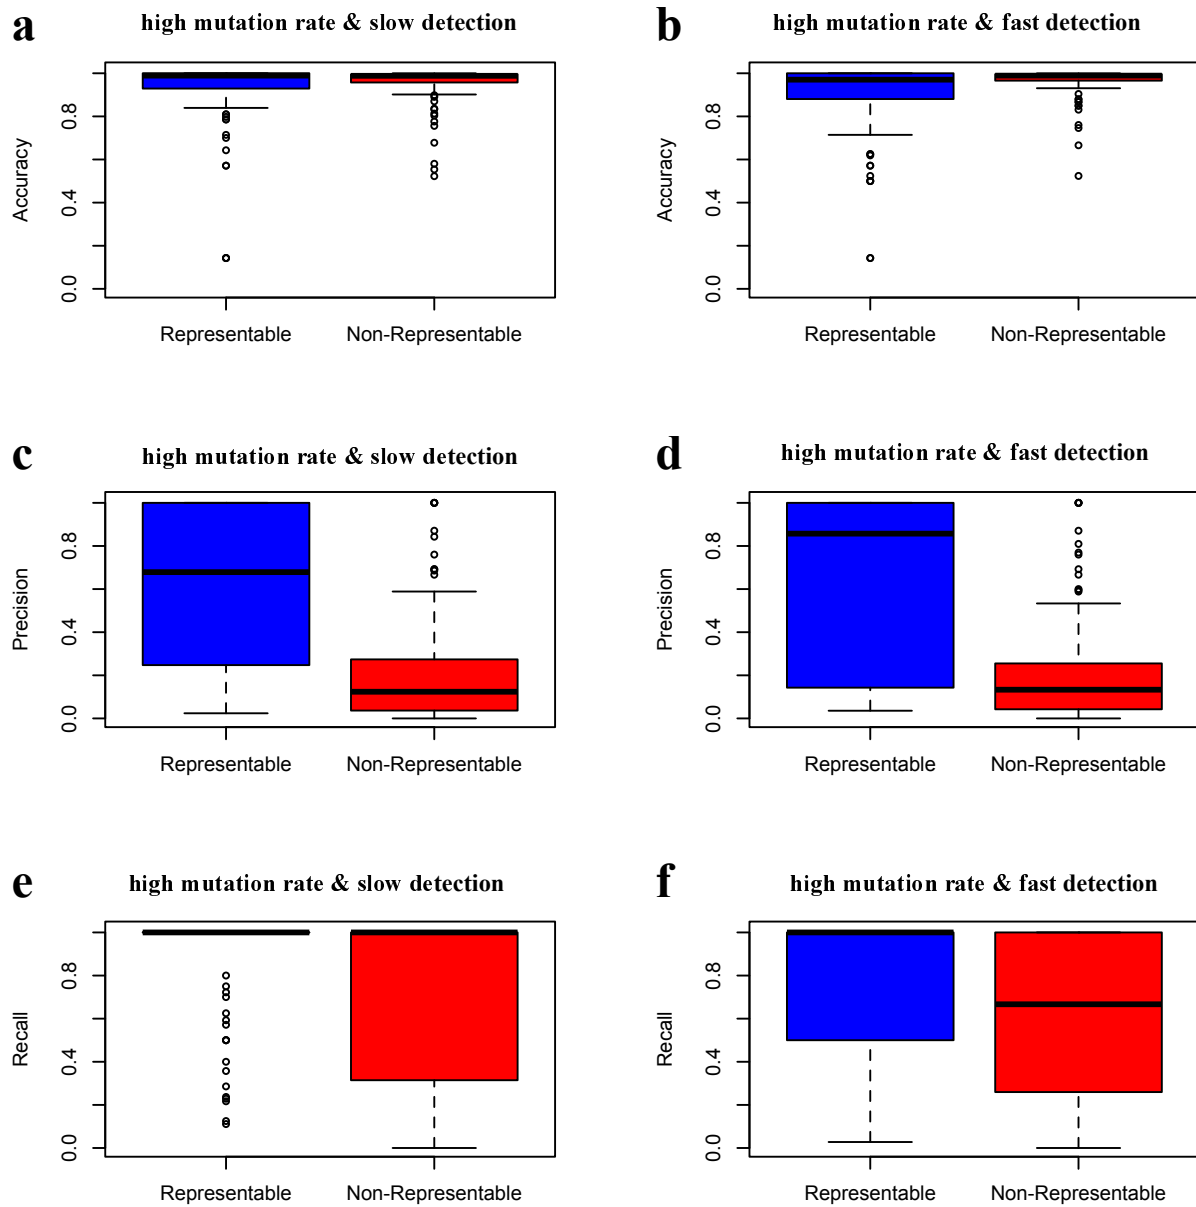 a high mutation rate & slow detection
Accuracy
0.8
0.4
0.0
Representable Non-Representable
b high mutation rate & fast detection
Accuracy
0.8
0.4
0.0
Representable Non-Representable
c high mutation rate & slow detection
Precision
0.8
0.4
0.0
Representable Non-Representable
d high mutation rate & fast detection
Precision
0.8
0.4
0.0
Representable Non-Representable
e high mutation rate & slow detection
Recall
0.8
0.4
0.0
Representable Non-Representable
f high mutation rate & fast detection
Recall
0.8
0.4
0.0
Representable Non-Representable